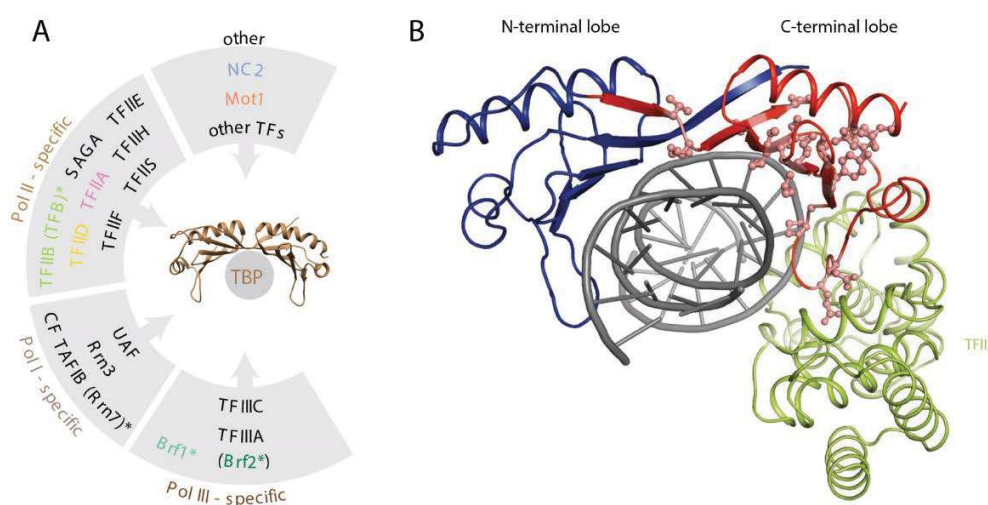 A
other
NC2
Mot1
other TFs
Pol II - specific
TFIIE
SAGA
TFIIH
TFIIA
TFIIS
TFIIB (TFB)*
TFIID
TFIIF
TBP
UAF
Rrn3
CF TAFIB (Rrn7)*
Pol I - specific
TFIIIC
TFIIIA
Brf1*
(Brf2*)
Pol III - specific
B
N-terminal lobe
C-terminal lobe
TFII